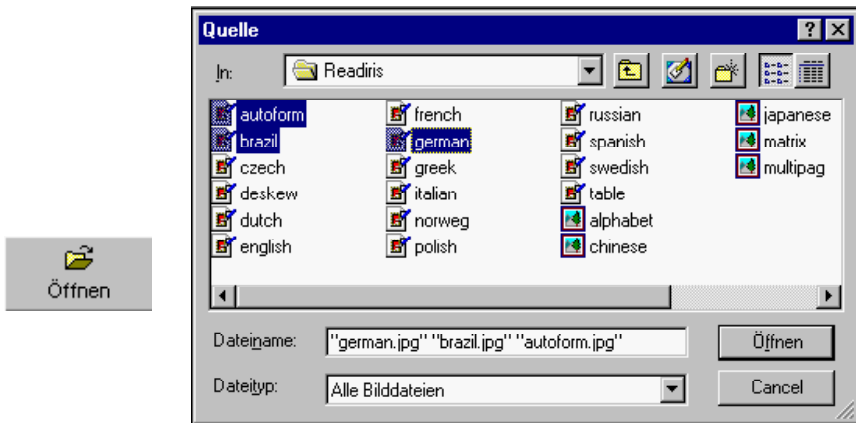 Öffnen
Quelle
In:
Readiris
autoform
brazil
czech
deskew
dutch
english
french
german
greek
italian
norweg
polish
russian
spanish
swedish
table
alphabet
chinese
japanese
matrix
multipag
Dateiname:
"german.jpg" "brazil.jpg" "autoform.jpg"
Öffnen
Dateityp:
Alle Bilddateien
Cancel